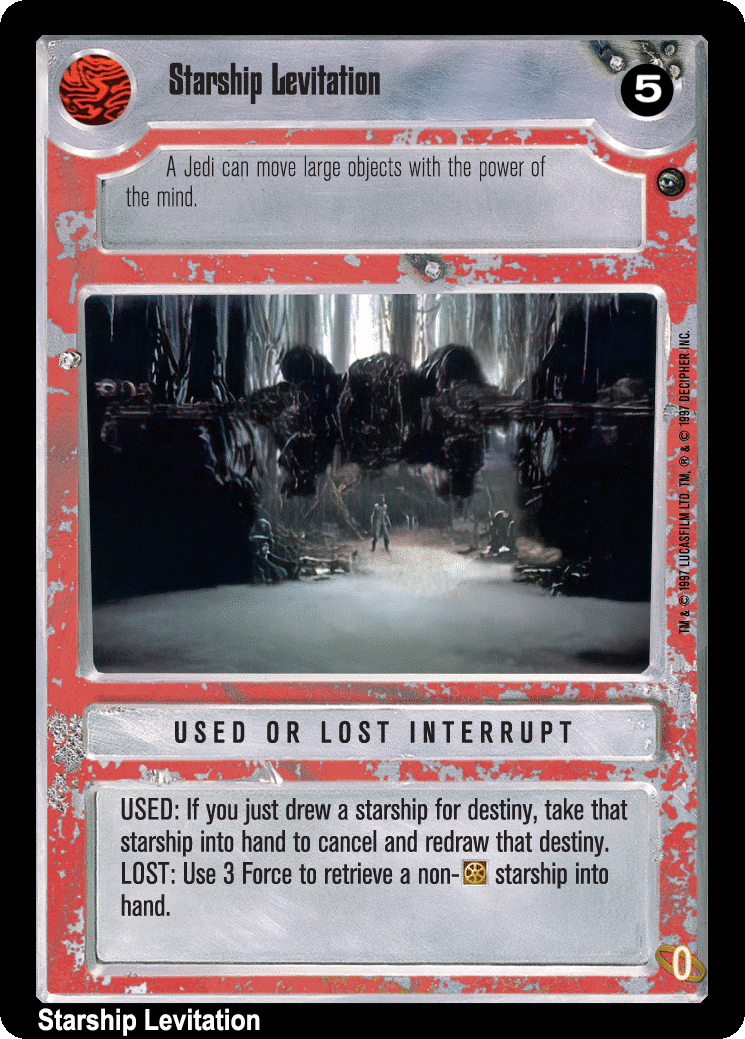 Starship Levitation
5
A Jedi can move large objects with the power of
the mind.
TM & © 1997 LUCASFILM LTD. TM, ® & © 1997 DECIPHER INC.
USED OR LOST INTERRUPT
USED: If you just drew a starship for destiny, take that
starship into hand to cancel and redraw that destiny.
LOST: Use 3 Force to retrieve a non- starship into
hand.
0
Starship Levitation